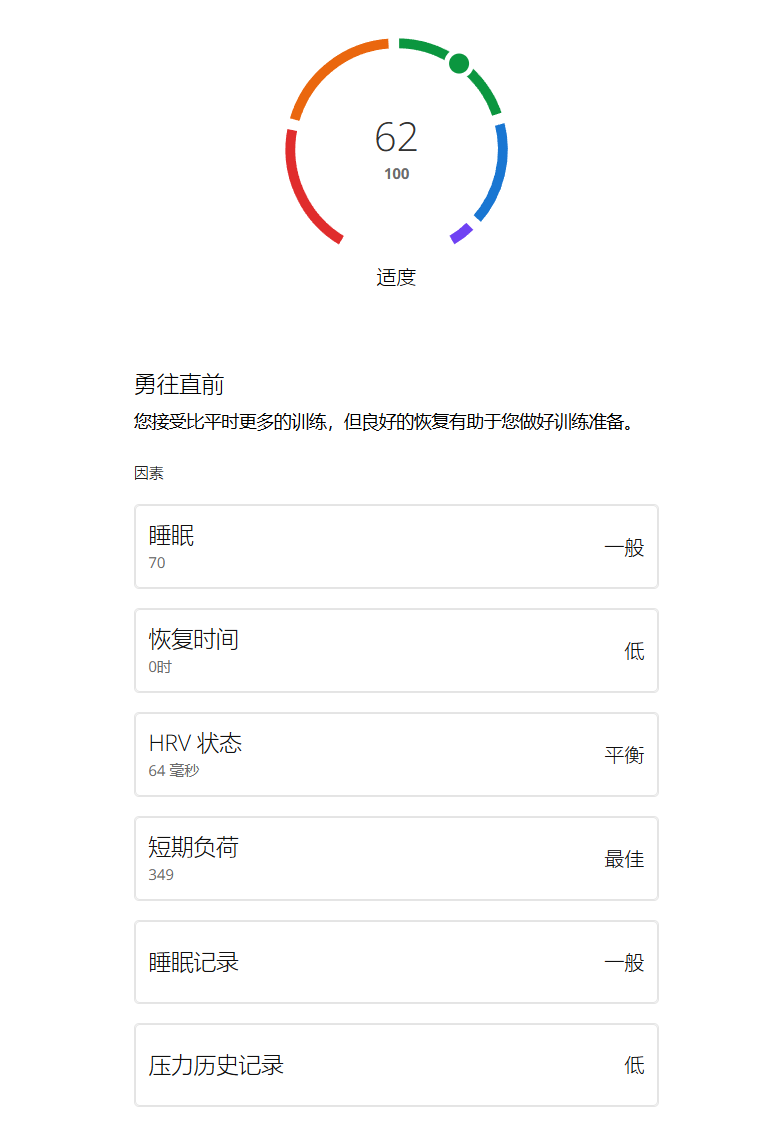 62
100
适度
勇往直前
您接受比平时更多的训练，但良好的恢复有助于您做好训练准备。
因素
睡眠
70
一般
恢复时间
0时
低
HRV 状态
64 毫秒
平衡
短期负荷
349
最佳
睡眠记录
一般
压力历史记录
低